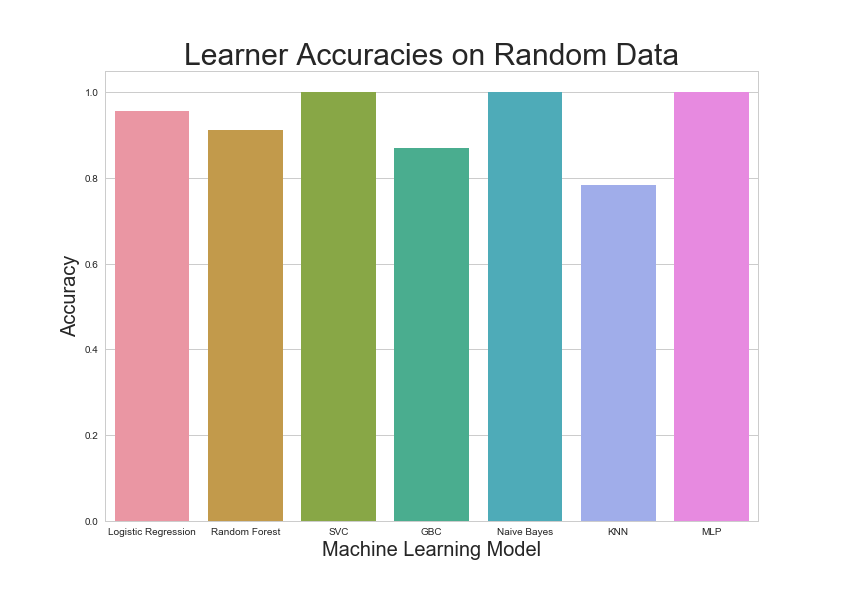 Learner Accuracies on Random Data
1.0
0.8
0.6
0.4
0.2
0.0
Accuracy
Logistic Regression Random Forest SVC GBC Naive Bayes KNN MLP
Machine Learning Model